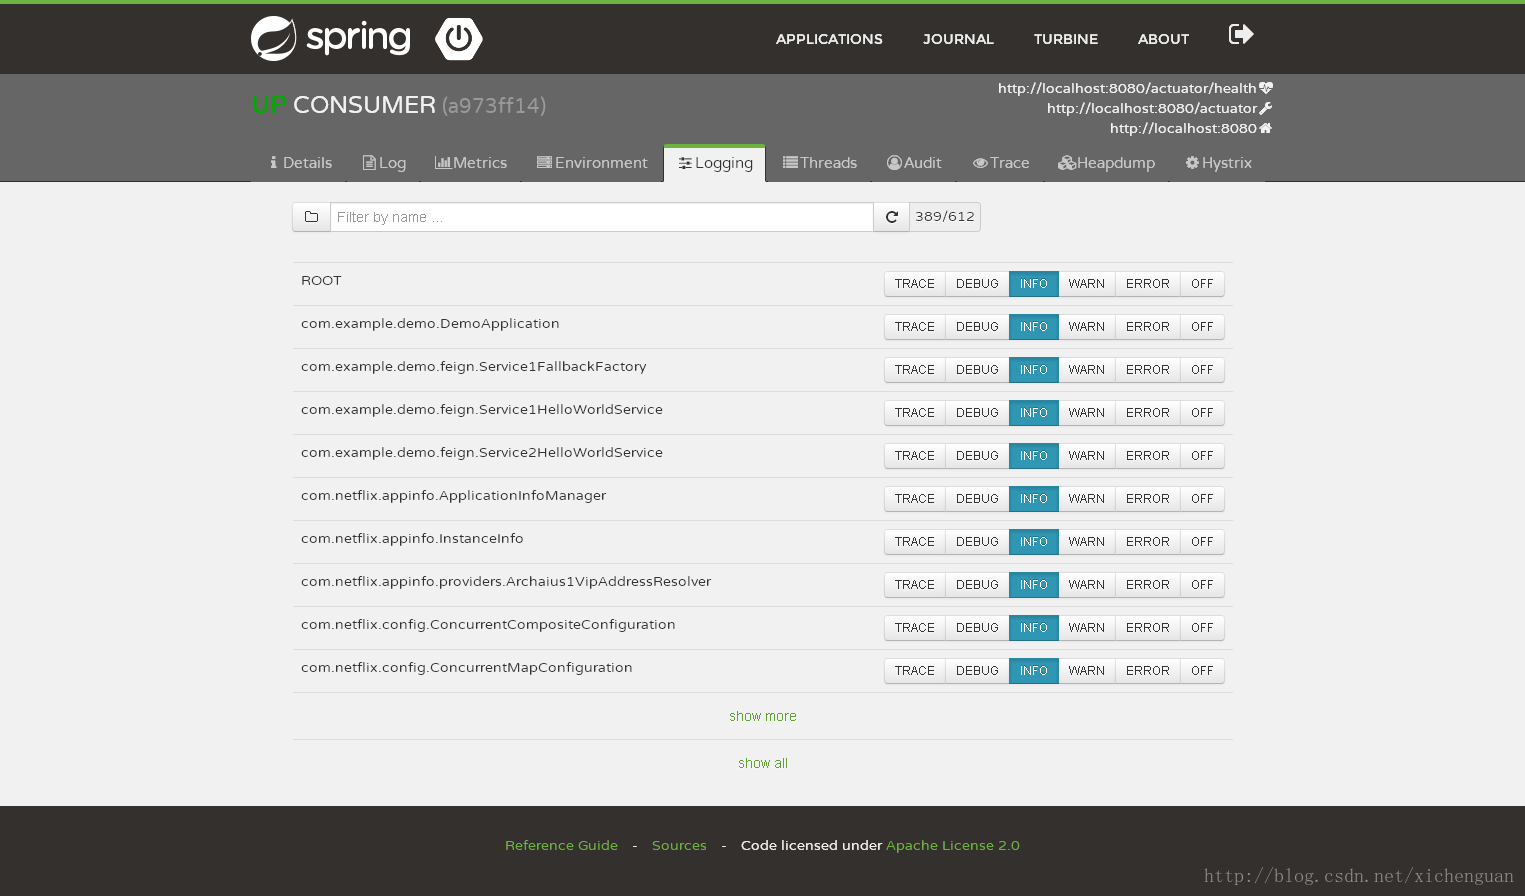 spring APPLICATIONS JOURNAL TURBINE ABOUT
http://localhost:8080/actuator/health
UP CONSUMER (a973ff14)
http://localhost:8080/actuator
http://localhost:8080
Details Log Metrics Environment Logging Threads Audit Trace Heapdump Hystrix
Filter by name ... 389/612
ROOT TRACE DEBUG INFO WARN ERROR OFF
com.example.demo.DemoApplication TRACE DEBUG INFO WARN ERROR OFF
com.example.demo.feign.Service1FallbackFactory TRACE DEBUG INFO WARN ERROR OFF
com.example.demo.feign.Service1HelloWorldService TRACE DEBUG INFO WARN ERROR OFF
com.example.demo.feign.Service2HelloWorldService TRACE DEBUG INFO WARN ERROR OFF
com.netflix.appinfo.ApplicationInfoManager TRACE DEBUG INFO WARN ERROR OFF
com.netflix.appinfo.InstanceInfo TRACE DEBUG INFO WARN ERROR OFF
com.netflix.appinfo.providers.Archaius1VipAddressResolver TRACE DEBUG INFO WARN ERROR OFF
com.netflix.config.ConcurrentCompositeConfiguration TRACE DEBUG INFO WARN ERROR OFF
com.netflix.config.ConcurrentMapConfiguration TRACE DEBUG INFO WARN ERROR OFF
show more
show all
Reference Guide - Sources - Code licensed under Apache License 2.0
http://blog.csdn.net/xichenguan